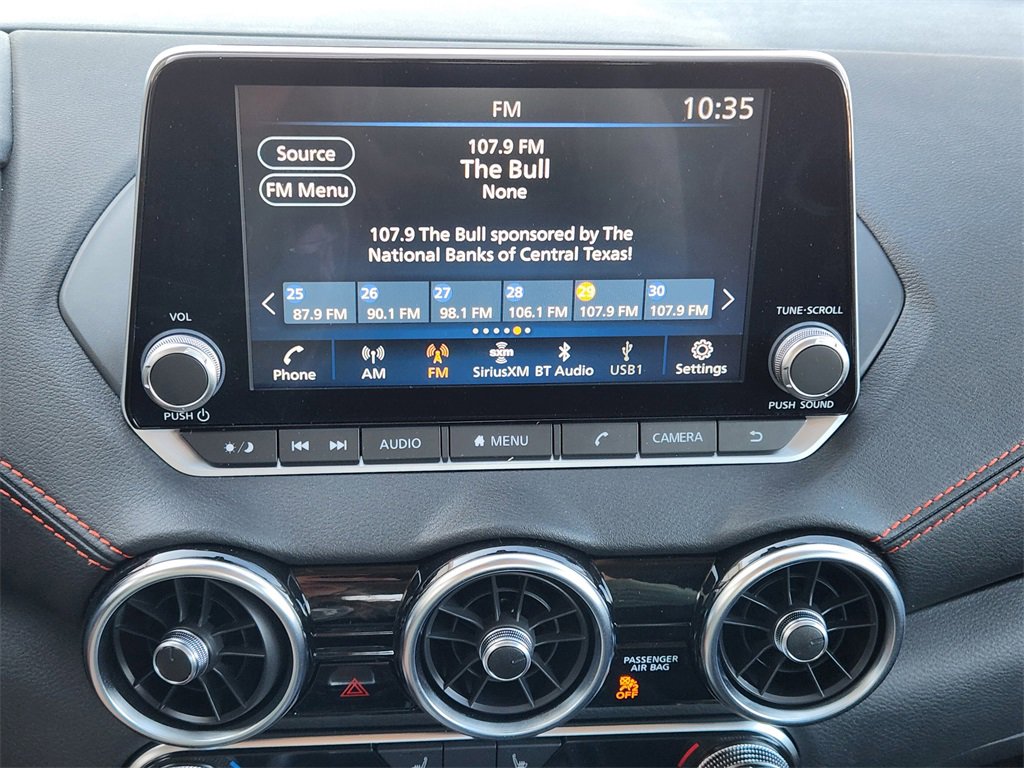 FM
10:35
Source
107.9 FM
The Bull
FM Menu
None
107.9 The Bull sponsored by The
National Banks of Central Texas!
25 26 27 28 29 30
87.9 FM 90.1 FM 98.1 FM 106.1 FM 107.9 FM 107.9 FM
VOL
TUNE·SCROLL
Phone AM FM SiriusXM BT Audio USB1 Settings
sxm
PUSH
PUSH SOUND
AUDIO
MENU
CAMERA
PASSENGER
AIR BAG
OFF